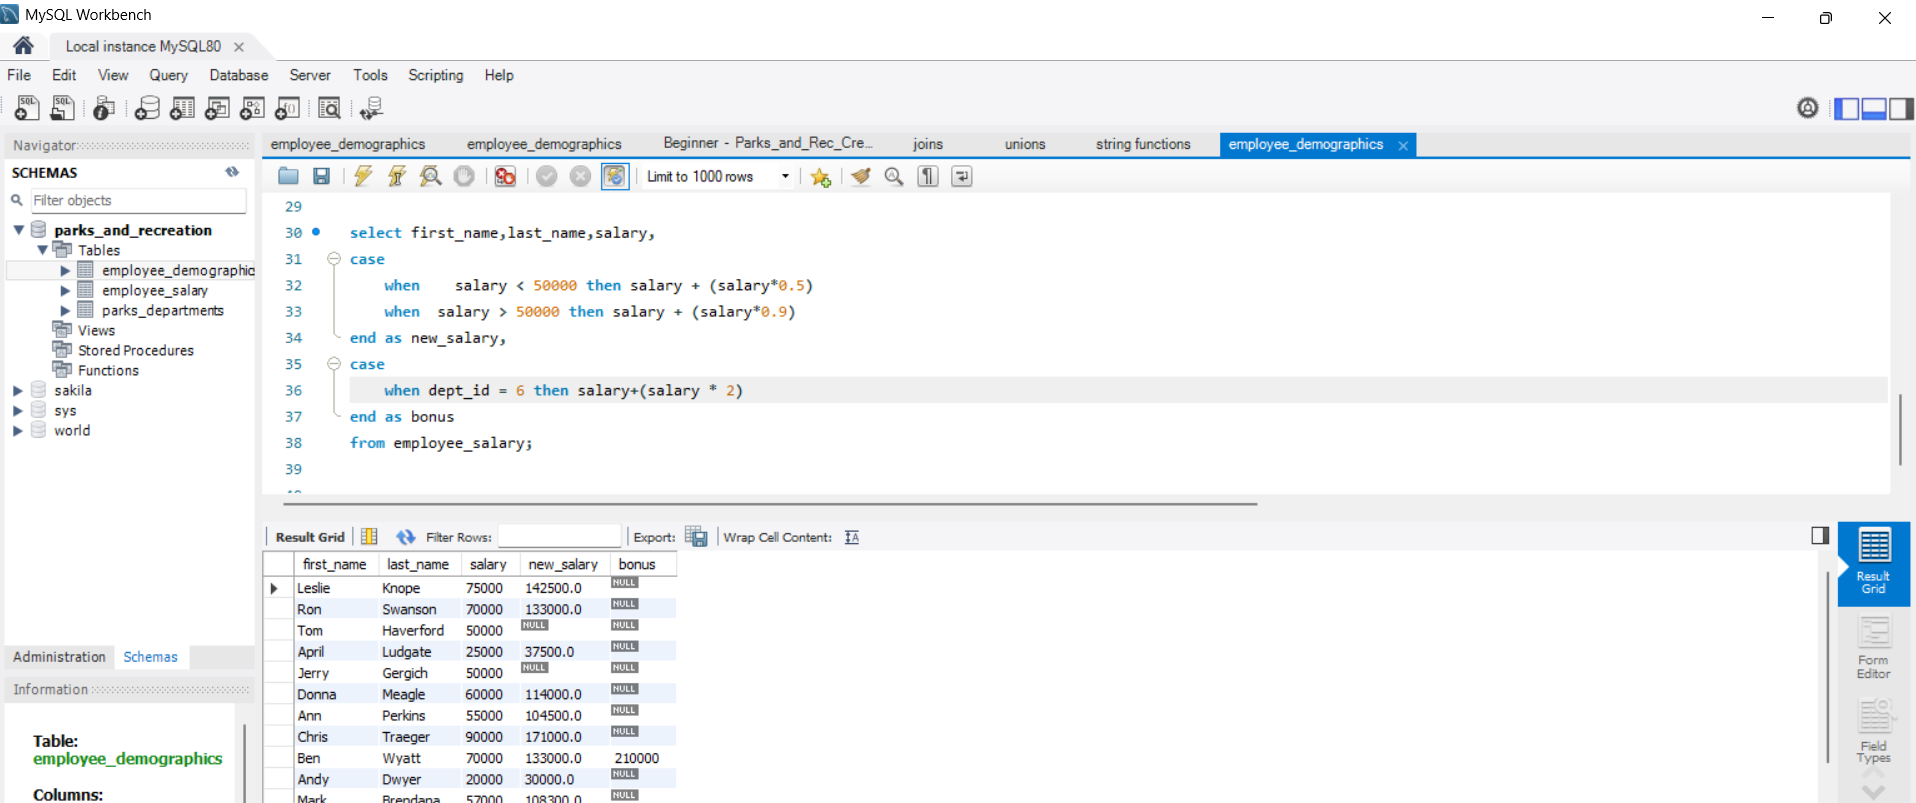 MySQL Workbench
Local instance MySQL80
File Edit View Query Database Server Tools Scripting Help
Navigator
SCHEMAS
Filter objects
parks_and_recreation
Tables
employee_demographic
employee_salary
parks_departments
Views
Stored Procedures
Functions
sakila
sys
world
Administration Schemas
Information
Table:
employee_demographics
Columns:
employee_demographics employee_demographics Beginner - Parks_and_Rec_Cre... joins unions string functions employee_demographics
Limit to 1000 rows
29
30 select first_name,last_name,salary,
31 case
32 when salary < 50000 then salary + (salary*0.5)
33 when salary > 50000 then salary + (salary*0.9)
34 end as new_salary,
35 case
36 when dept_id = 6 then salary+(salary * 2)
37 end as bonus
38 from employee_salary;
39
Result Grid Filter Rows: Export: Wrap Cell Content:
first_name last_name salary new_salary bonus
Leslie Knope 75000 142500.0 NULL
Ron Swanson 70000 133000.0 NULL
Tom Haverford 50000 NULL NULL
April Ludgate 25000 37500.0 NULL
Jerry Gergich 50000 NULL NULL
Donna Meagle 60000 114000.0 NULL
Ann Perkins 55000 104500.0 NULL
Chris Traeger 90000 171000.0 NULL
Ben Wyatt 70000 133000.0 210000
Andy Dwyer 20000 30000.0 NULL
Mark Brendana 57000 108300.0 NULL
Result
Grid
Form
Editor
Field
Types